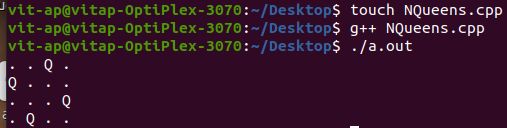 vit-ap@vitap-OptiPlex-3070:~/Desktop$ touch NQueens.cpp
vit-ap@vitap-OptiPlex-3070:~/Desktop$ g++ NQueens.cpp
vit-ap@vitap-OptiPlex-3070:~/Desktop$ ./a.out
. . Q .
Q . . .
. . . Q
. Q . .